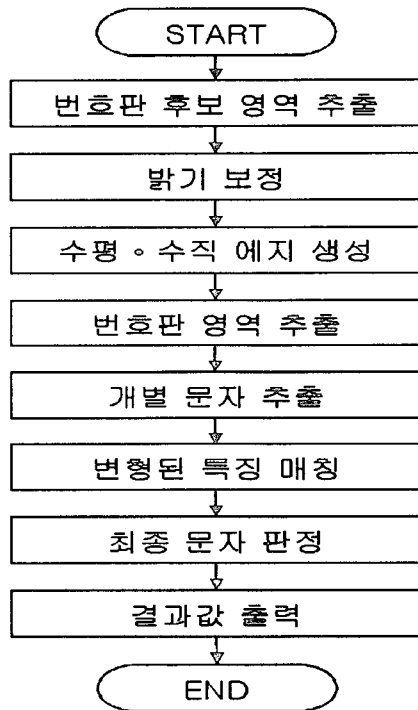 START
번호판 후보 영역 추출
밝기 보정
수평∘수직 에지 생성
번호판 영역 추출
개별 문자 추출
변형된 특징 매칭
최종 문자 판정
결과값 출력
END